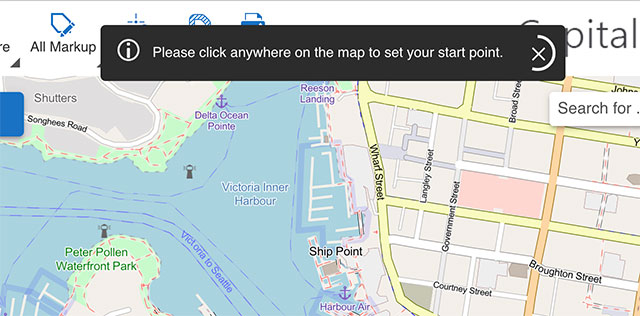 re
All Markup
Capital
Please click anywhere on the map to set your start point.
Search for .
Shutters
Songhees Road
Delta Ocean
Pointe
Reeson
Landing
Broad Street
Wharf Street
Langley Street
Government Street
Victoria Inner
Harbour
Victoria to Seattle
Peter Pollen
Waterfront Park
Ship Point
Broughton Street
Courtney Street
Harbour Air